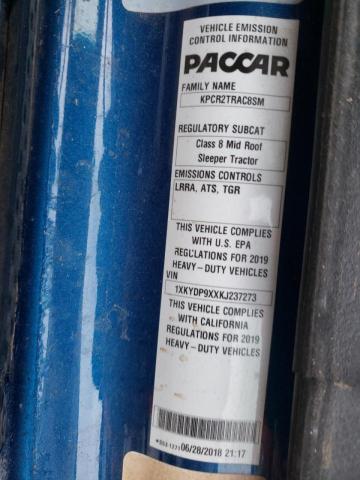 VEHICLE EMISSION
CONTROL INFORMATION
PACCAR
FAMILY NAME
KPCR2TRAC8SM
REGULATORY SUBCAT
Class 8 Mid Roof
Sleeper Tractor
EMISSIONS CONTROLS
LRRA, ATS, TGR
THIS VEHICLE COMPLIES
WITH U.S. EPA
REGULATIONS FOR 2019
HEAVY-DUTY VEHICLES
VIN
1XKYDP9XXKJ237273
THIS VEHICLE COMPLIES
WITH CALIFORNIA
REGULATIONS FOR 2019
HEAVY-DUTY VEHICLES
06/28/2018 21:17